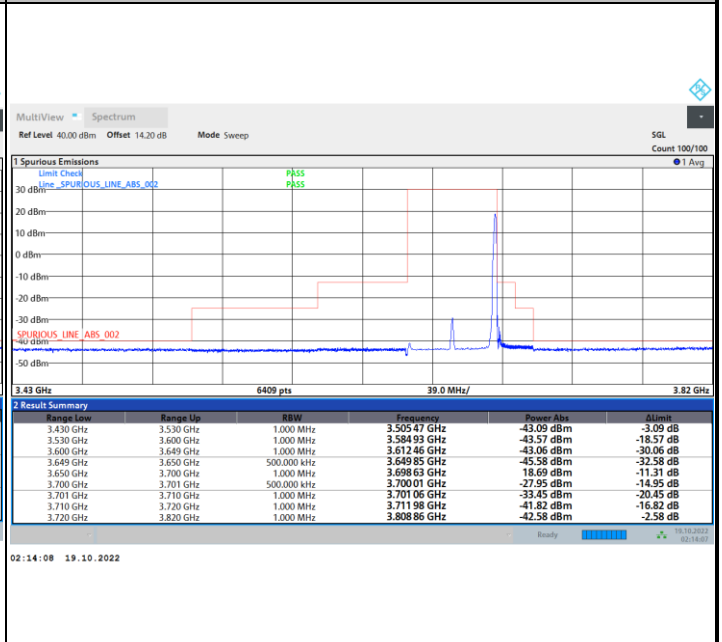 MultiView Spectrum
Ref Level 40.00 dBm Offset 14.20 dB Mode Sweep SGL
Count 100/100
1 Spurious Emissions 1 Avg
Limit Check PASS
Line _SPURIOUS_LINE_ABS_002 PASS
30 dBm
20 dBm
10 dBm
0 dBm
-10 dBm
-20 dBm
-30 dBm
SPURIOUS_LINE_ABS_002
-40 dBm
-50 dBm
3.43 GHz 6409 pts 39.0 MHz/ 3.82 GHz
2 Result Summary
Range Low Range Up RBW Frequency Power Abs ΔLimit
3.430 GHz 3.530 GHz 1.000 MHz 3.505 47 GHz -43.09 dBm -3.09 dB
3.530 GHz 3.600 GHz 1.000 MHz 3.584 93 GHz -43.57 dBm -18.57 dB
3.600 GHz 3.649 GHz 1.000 MHz 3.612 46 GHz -43.06 dBm -30.06 dB
3.649 GHz 3.650 GHz 500.000 kHz 3.649 85 GHz -45.58 dBm -32.58 dB
3.650 GHz 3.700 GHz 1.000 MHz 3.698 63 GHz 18.69 dBm -11.31 dB
3.700 GHz 3.701 GHz 500.000 kHz 3.700 01 GHz -27.95 dBm -14.95 dB
3.701 GHz 3.710 GHz 1.000 MHz 3.701 06 GHz -33.45 dBm -20.45 dB
3.710 GHz 3.720 GHz 1.000 MHz 3.711 98 GHz -41.82 dBm -16.82 dB
3.720 GHz 3.820 GHz 1.000 MHz 3.808 86 GHz -42.58 dBm -2.58 dB
Ready 19.10.2022
02:14:07
02:14:08 19.10.2022